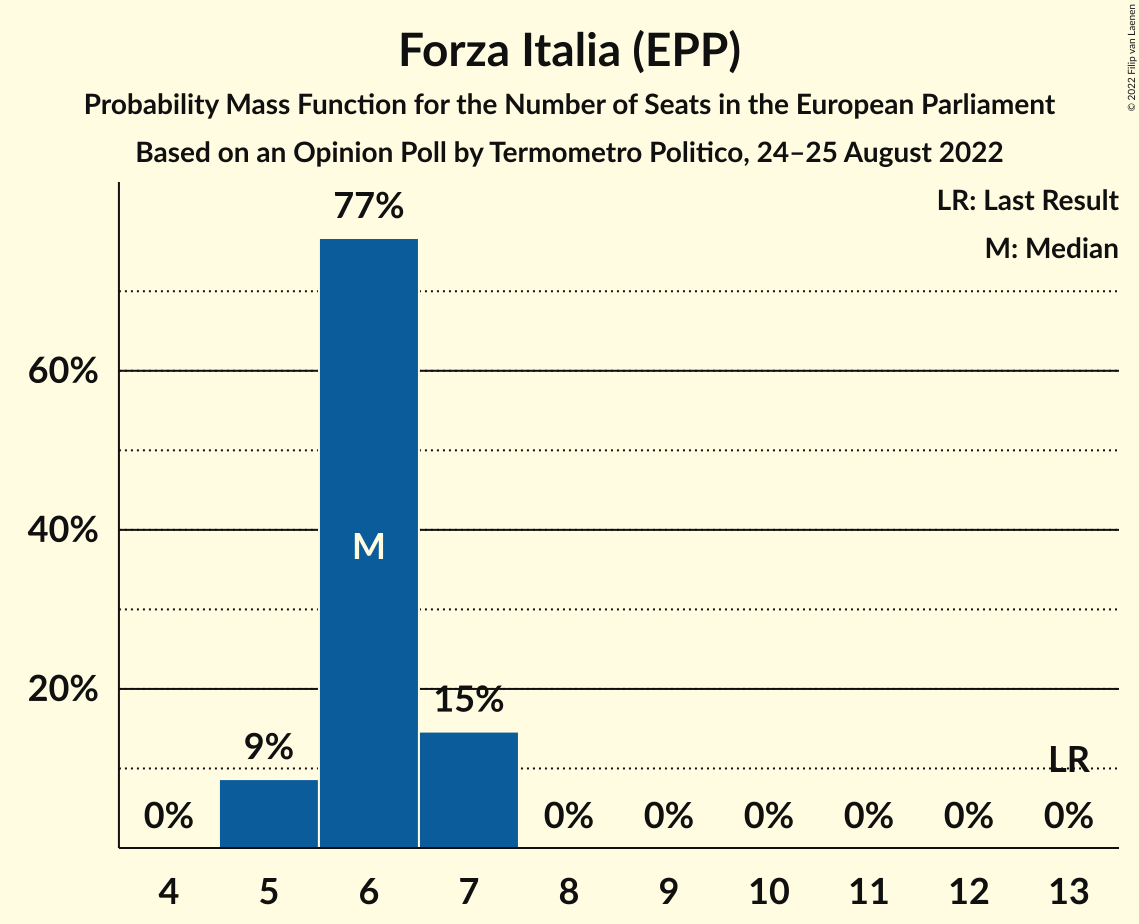 Forza Italia (EPP)
Probability Mass Function for the Number of Seats in the European Parliament
Based on an Opinion Poll by Termometro Politico, 24–25 August 2022
© 2022 Filip van Laenen
LR: Last Result
M: Median
77%
60%
40%
M
20%
15%
9%
LR
0% 0% 0% 0% 0% 0% 0%
4 5 6 7 8 9 10 11 12 13